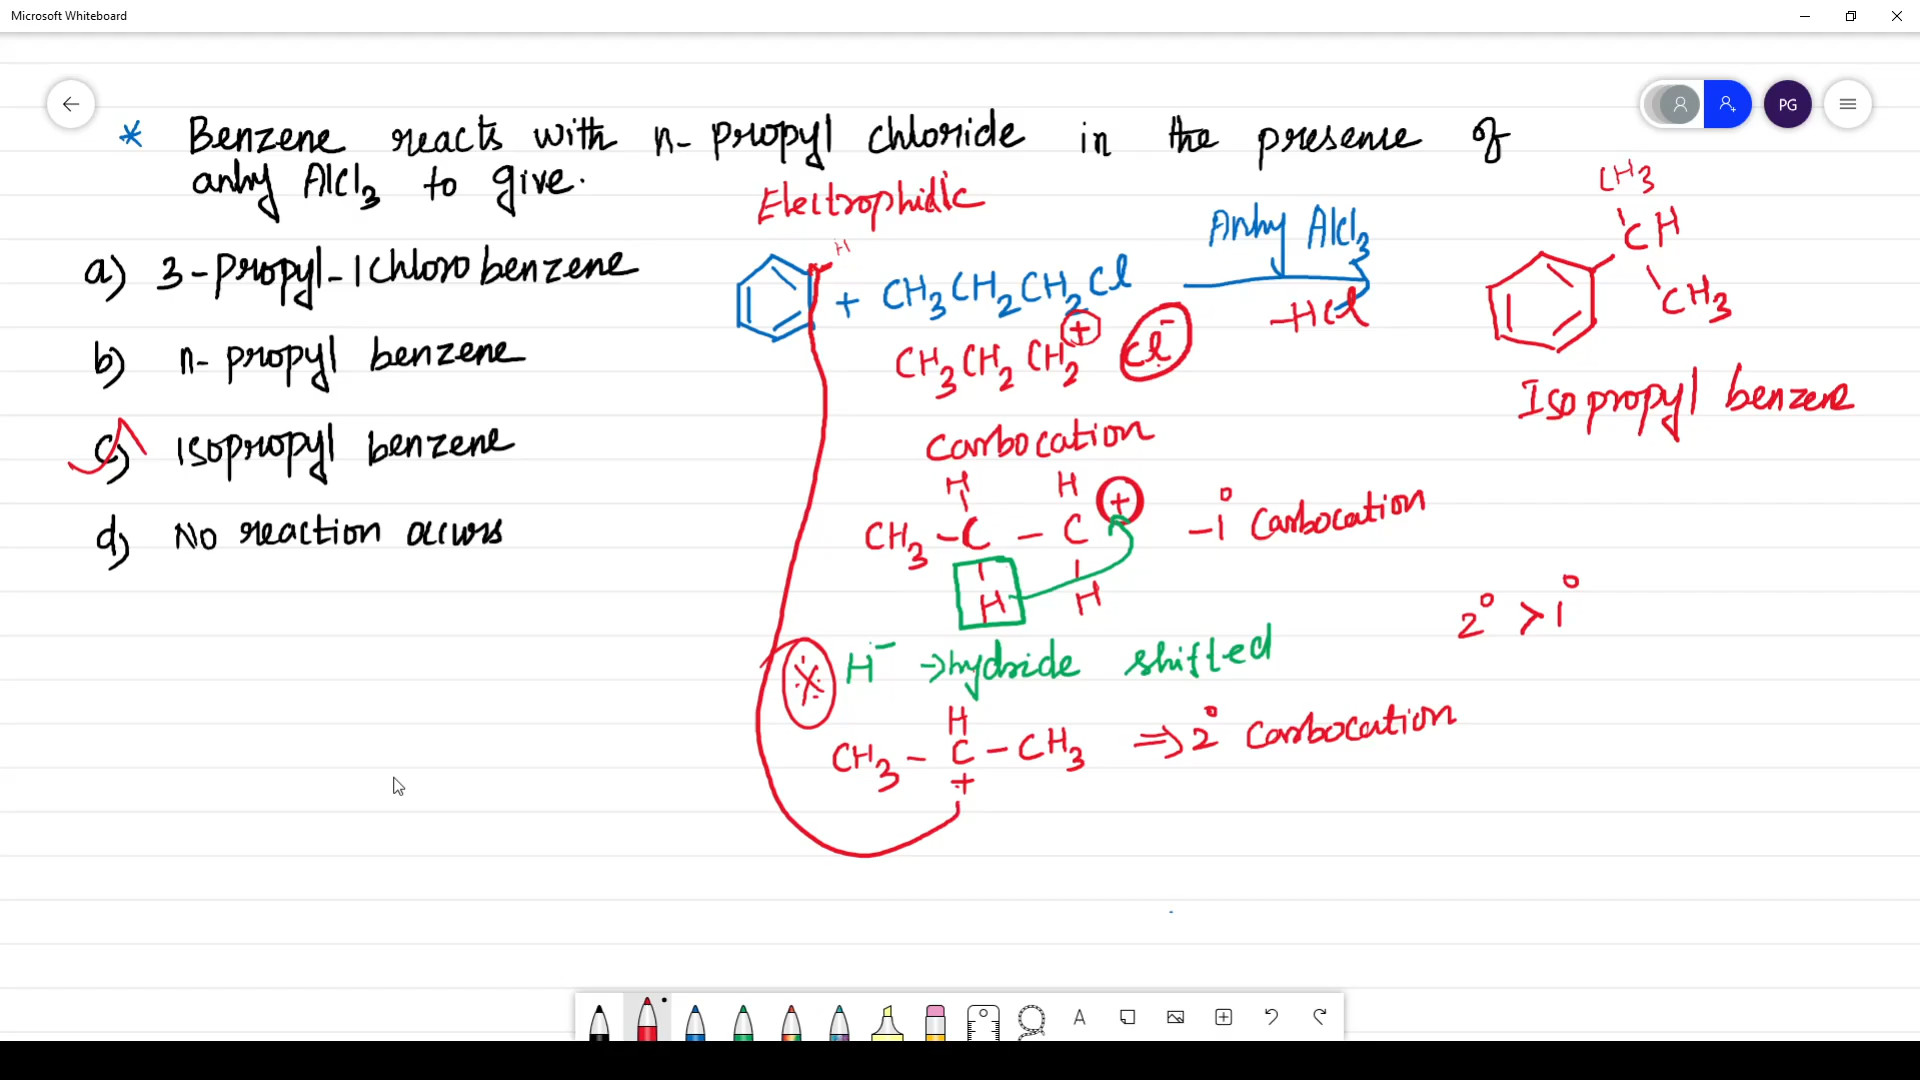 Microsoft Whiteboard
PG
* Benzene reacts with n-propyl chloride in the presence of
anhy AlCl3 to give.
a) 3-propyl-1chlorobenzene
b) n-propyl benzene
c) Isopropyl benzene
d) No reaction occurs
Electrophilic
H
+ CH3CH2CH2Cl
Anhy AlCl3
-HCl
CH3CH2CH2 + Cl-
CH3
CH
CH3
Isopropyl benzene
Carbocation
H H
CH3-C - C + -1° Carbocation
H H
2° > 1°
H- → hydride shifted
H
CH3 - C - CH3 ⇒ 2° Carbocation
+
A